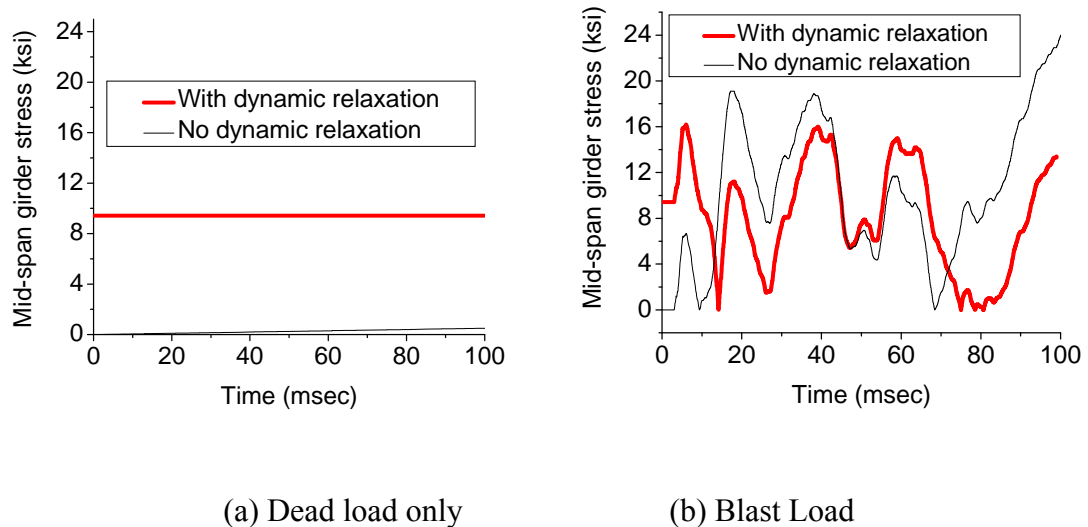 Mid-span girder stress (ksi)
24
20
16
12
8
4
0
With dynamic relaxation
No dynamic relaxation
0 20 40 60 80 100
Time (msec)
(a) Dead load only
Mid-span girder stress (ksi)
24
20
16
12
8
4
0
With dynamic relaxation
No dynamic relaxation
0 20 40 60 80 100
Time (msec)
(b) Blast Load